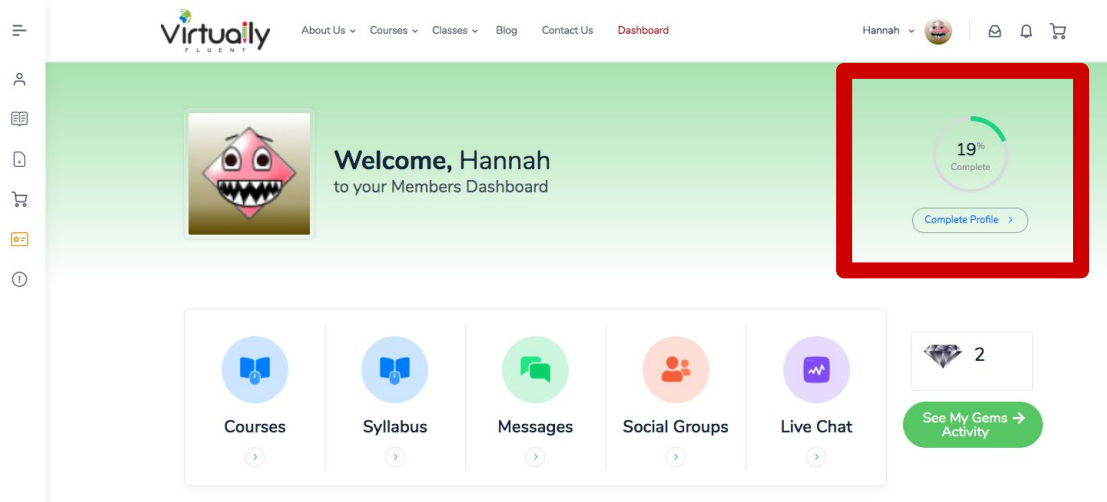 Virtually
FLUENT
About Us Courses Classes Blog Contact Us Dashboard
Hannah
Welcome, Hannah
to your Members Dashboard
19%
Complete
Complete Profile
Courses
Syllabus
Messages
Social Groups
Live Chat
2
See My Gems →
Activity